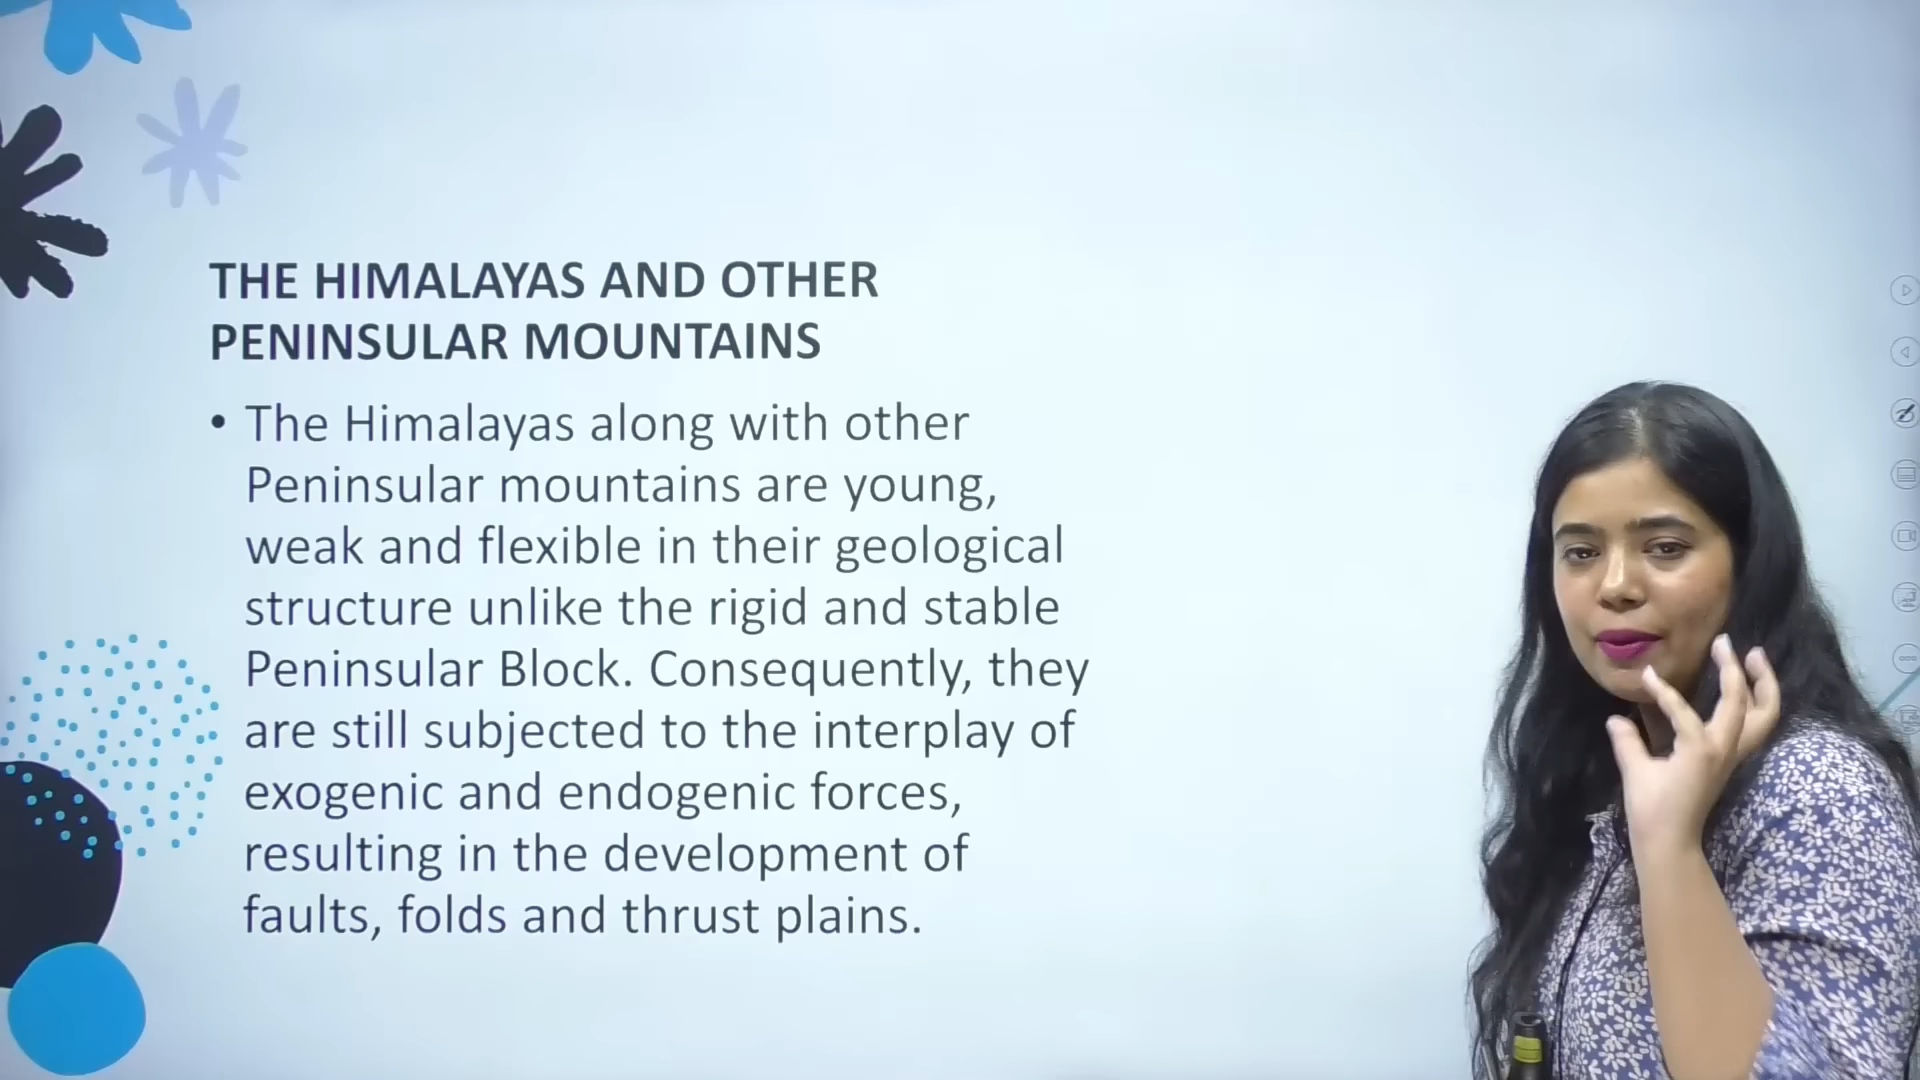 THE HIMALAYAS AND OTHER
PENINSULAR MOUNTAINS
• The Himalayas along with other
Peninsular mountains are young,
weak and flexible in their geological
structure unlike the rigid and stable
Peninsular Block. Consequently, they
are still subjected to the interplay of
exogenic and endogenic forces,
resulting in the development of
faults, folds and thrust plains.